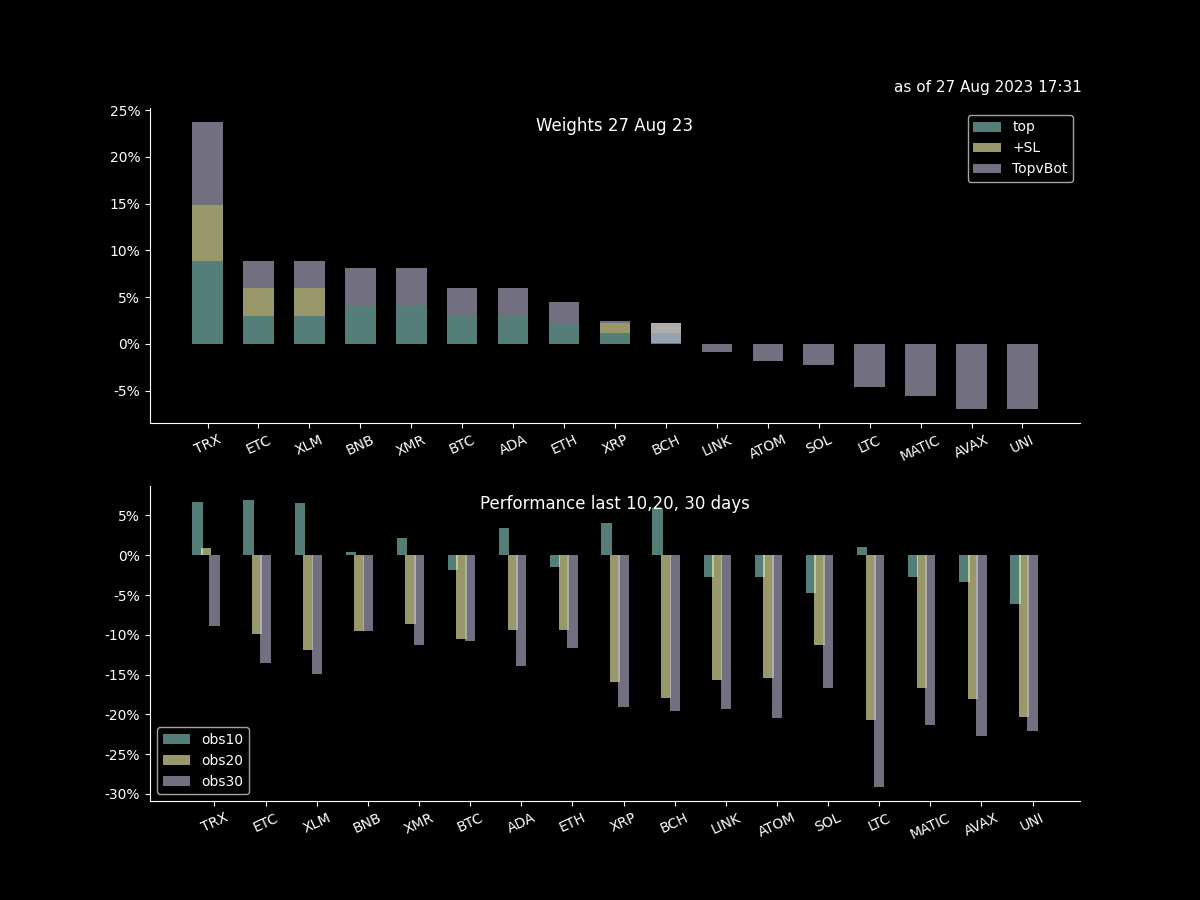 as of 27 Aug 2023 17:31
Weights 27 Aug 23
25%
20%
15%
10%
5%
0%
-5%
top
+SL
TopvBot
TRX ETC XLM BNB XMR BTC ADA ETH XRP BCH LINK ATOM SOL LTC MATIC AVAX UNI
Performance last 10,20, 30 days
5%
0%
-5%
-10%
-15%
-20%
-25%
-30%
obs10
obs20
obs30
TRX ETC XLM BNB XMR BTC ADA ETH XRP BCH LINK ATOM SOL LTC MATIC AVAX UNI